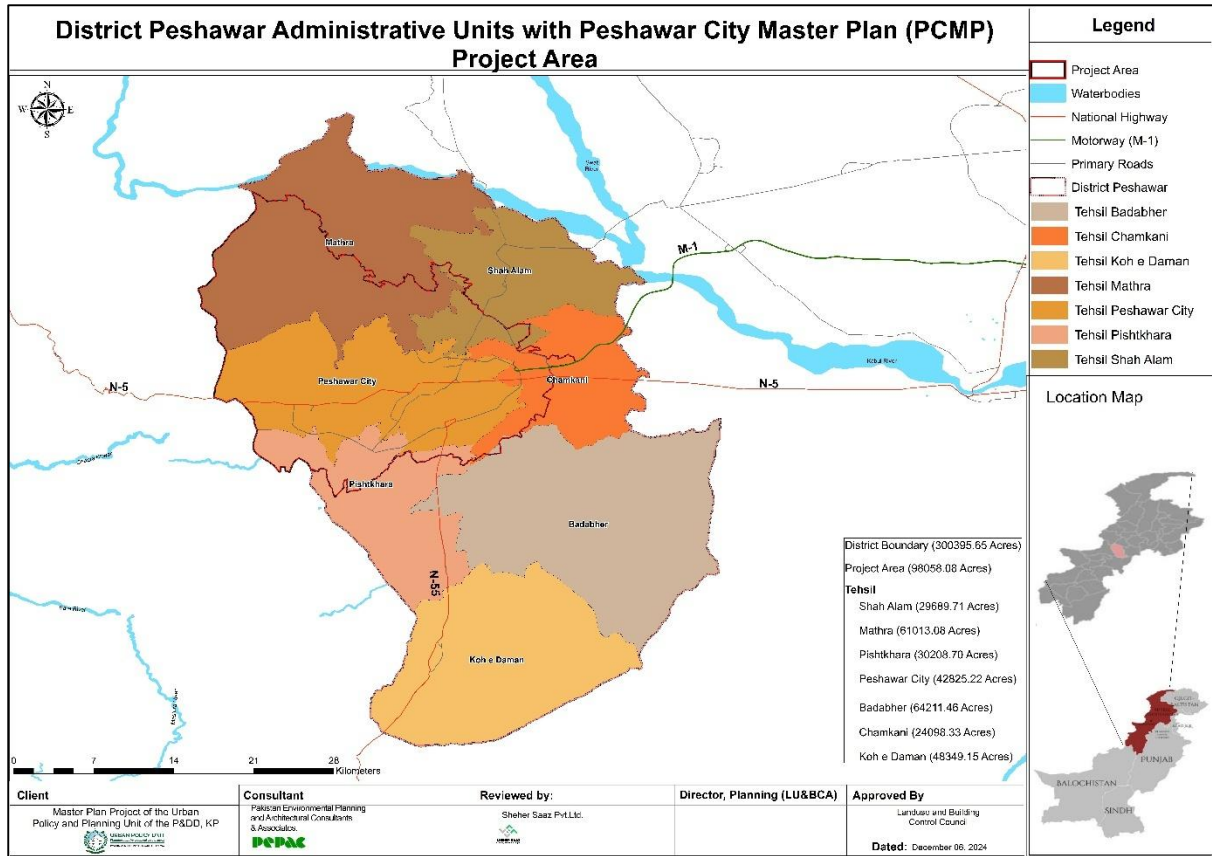 District Peshawar Administrative Units with Peshawar City Master Plan (PCMP)
Project Area
N
W
E
S
Swat
River
Mathra
Shah Alam
M-1
Kabul River
N-5
Peshawar City
Chamkani
N-5
Pishtkhara
Badabher
N-55
Koh e Daman
0
7
14
21
28
Kilometers
District Boundary (300395.65 Acres)
Project Area (98058.08 Acres)
Tehsil
Shah Alam (29689.71 Acres)
Mathra (61013.08 Acres)
Pishtkhara (30208.70 Acres)
Peshawar City (42825.22 Acres)
Badabher (64211.46 Acres)
Chamkani (24098.33 Acres)
Koh e Daman (48349.15 Acres)
Legend
Project Area
Waterbodies
National Highway
Motorway (M-1)
Primary Roads
District Peshawar
Tehsil Badabher
Tehsil Chamkani
Tehsil Koh e Daman
Tehsil Mathra
Tehsil Peshawar City
Tehsil Pishtkhara
Tehsil Shah Alam
Location Map
PUNJAB
BALOCHISTAN
SINDH
Client
Master Plan Project of the Urban
Policy and Planning Unit of the P&DD, KP
URBAN POLICY UNIT
Consultant
Pakistan Environmental Planning
and Architectural Consultants
& Associates.
PEPAC
Reviewed by:
Sheher Saaz Pvt.Ltd.
Director, Planning (LU&BCA)
Approved By
Landuse and Building
Control Council
Dated: December 06, 2024